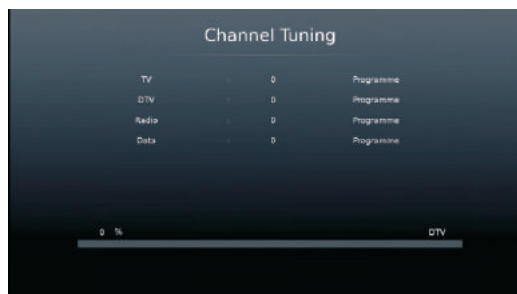 Channel Tuning
TV : 0 Programme
DTV : 0 Programme
Radio : 0 Programme
Data : 0 Programme
0 % DTV